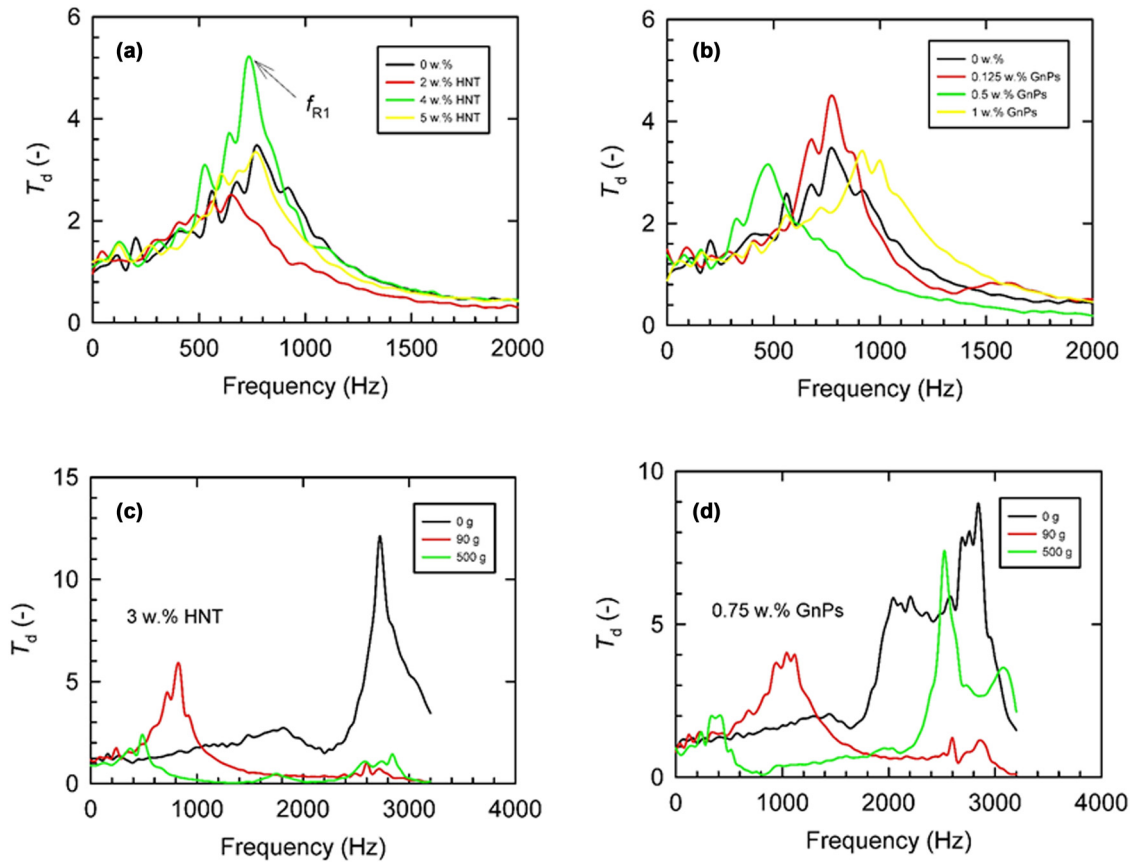 (a)
6
4
2
0
T_d (-)
0 w.%
2 w.% HNT
4 w.% HNT
5 w.% HNT
f_R1
0 500 1000 1500 2000
Frequency (Hz)
(b)
6
4
2
0
T_d (-)
0 w.%
0.125 w.% GnPs
0.5 w.% GnPs
1 w.% GnPs
0 500 1000 1500 2000
Frequency (Hz)
(c)
15
10
5
0
T_d (-)
0 g
90 g
500 g
3 w.% HNT
0 1000 2000 3000 4000
Frequency (Hz)
(d)
10
5
0
T_d (-)
0 g
90 g
500 g
0.75 w.% GnPs
0 1000 2000 3000 4000
Frequency (Hz)